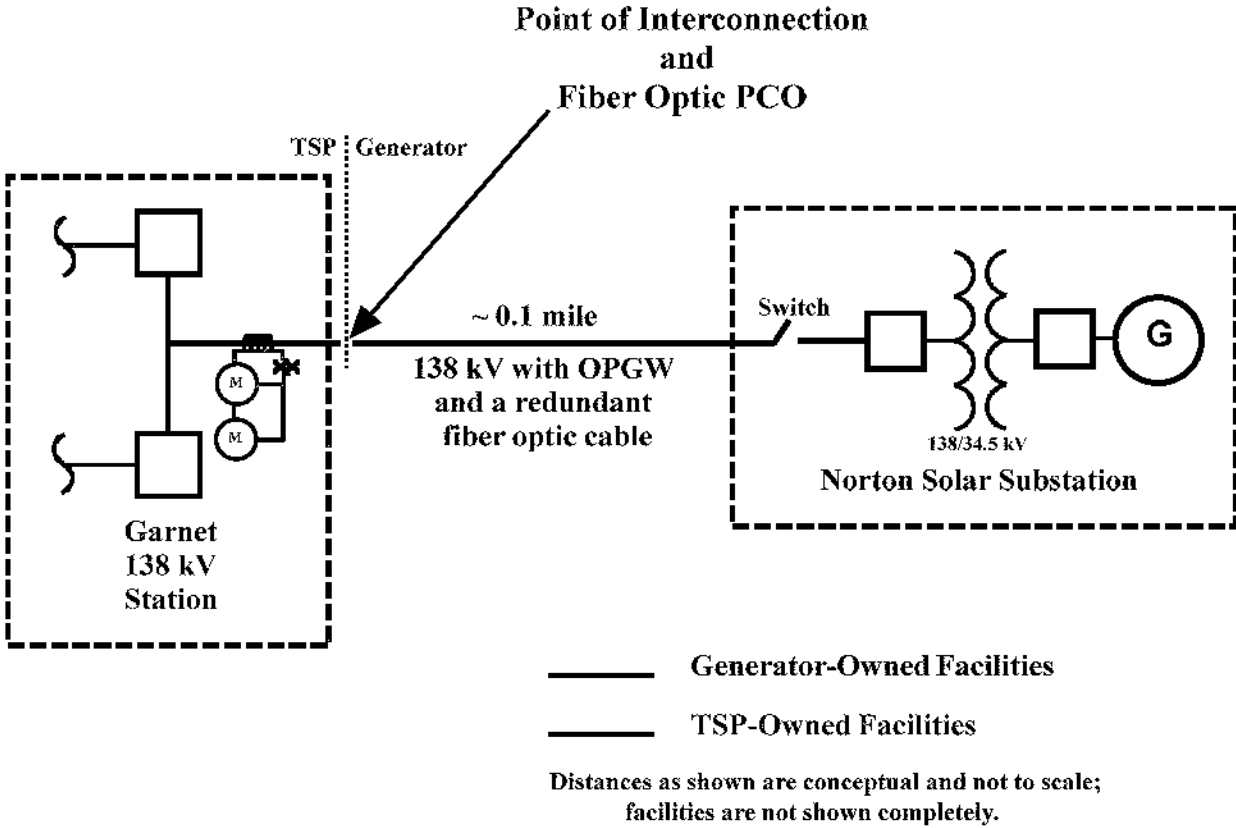 Point of Interconnection
and
Fiber Optic PCO
TSP
Generator
~ 0.1 mile
Switch
G
M
M
138 kV with OPGW
and a redundant
fiber optic cable
138/34.5 kV
Norton Solar Substation
Garnet
138 kV
Station
Generator-Owned Facilities
TSP-Owned Facilities
Distances as shown are conceptual and not to scale;
facilities are not shown completely.